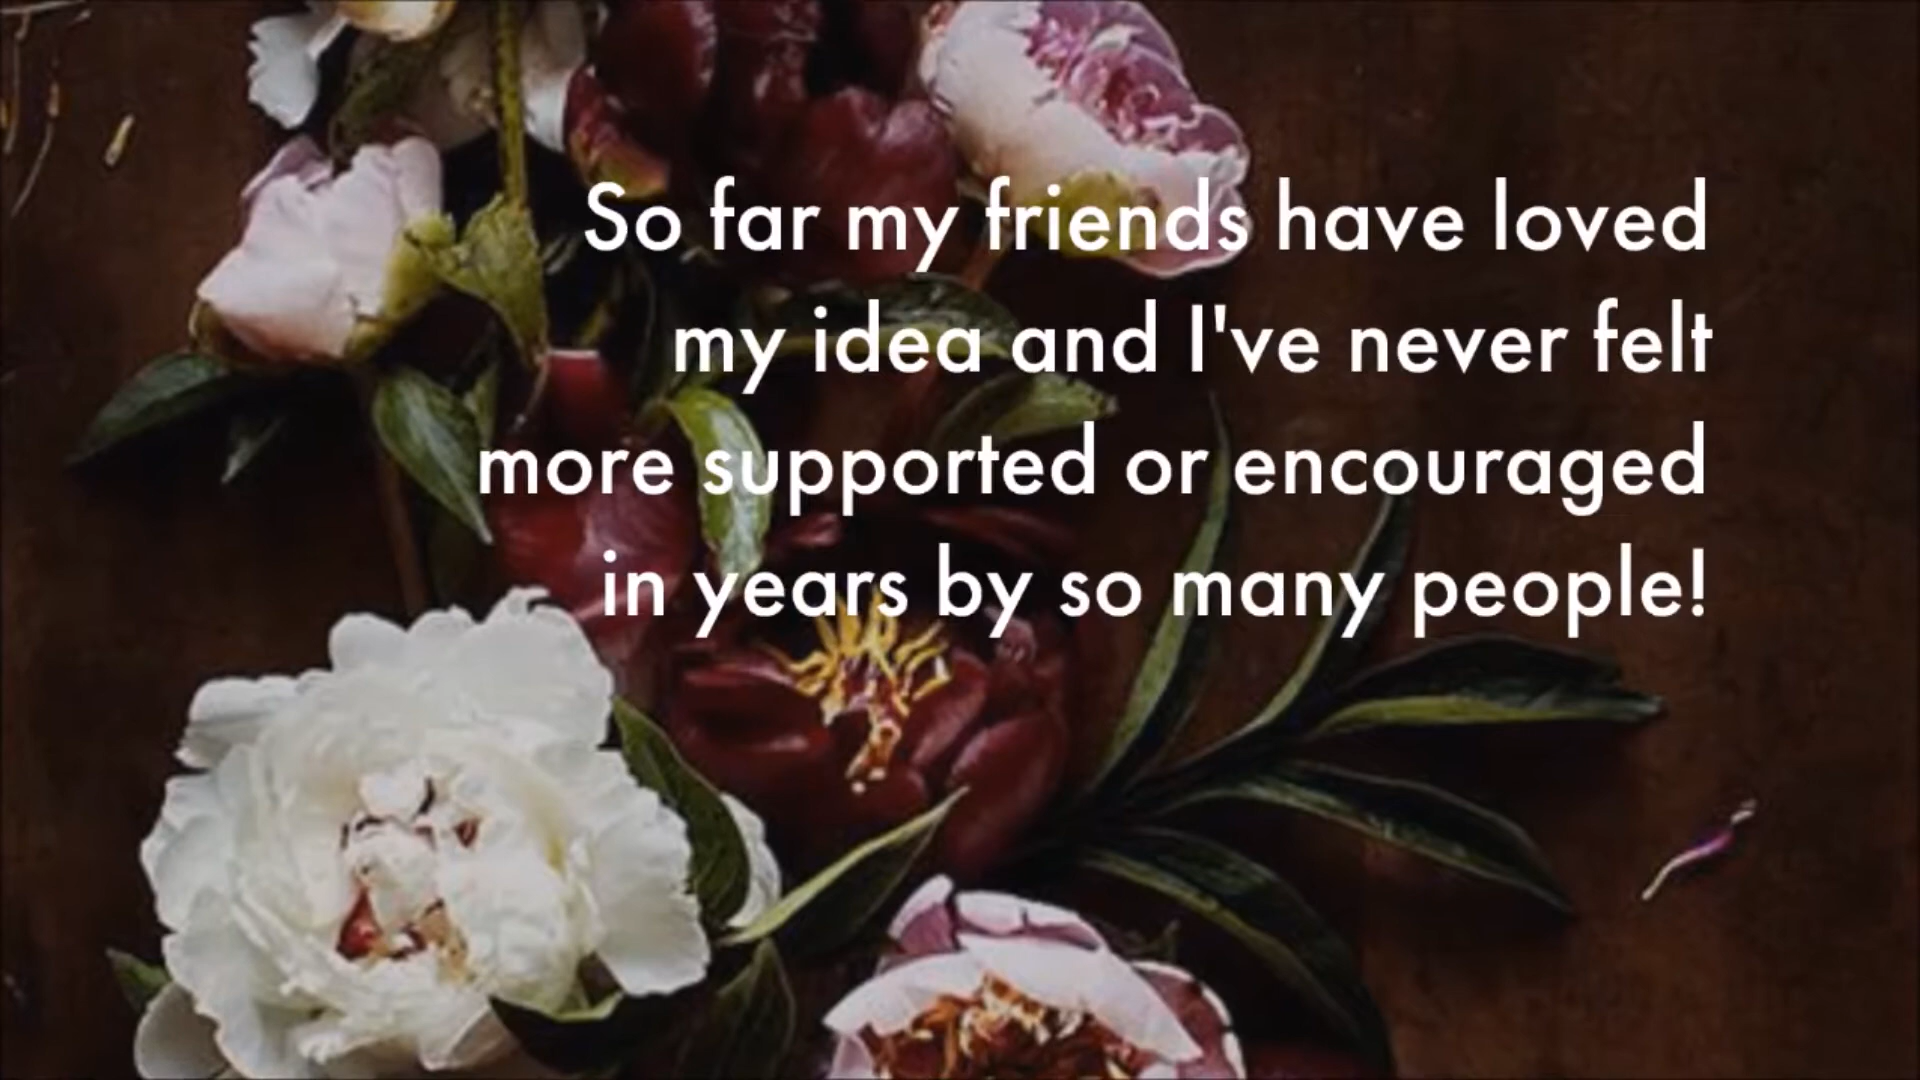 So far my friends have loved
my idea and I've never felt
more supported or encouraged
in years by so many people!